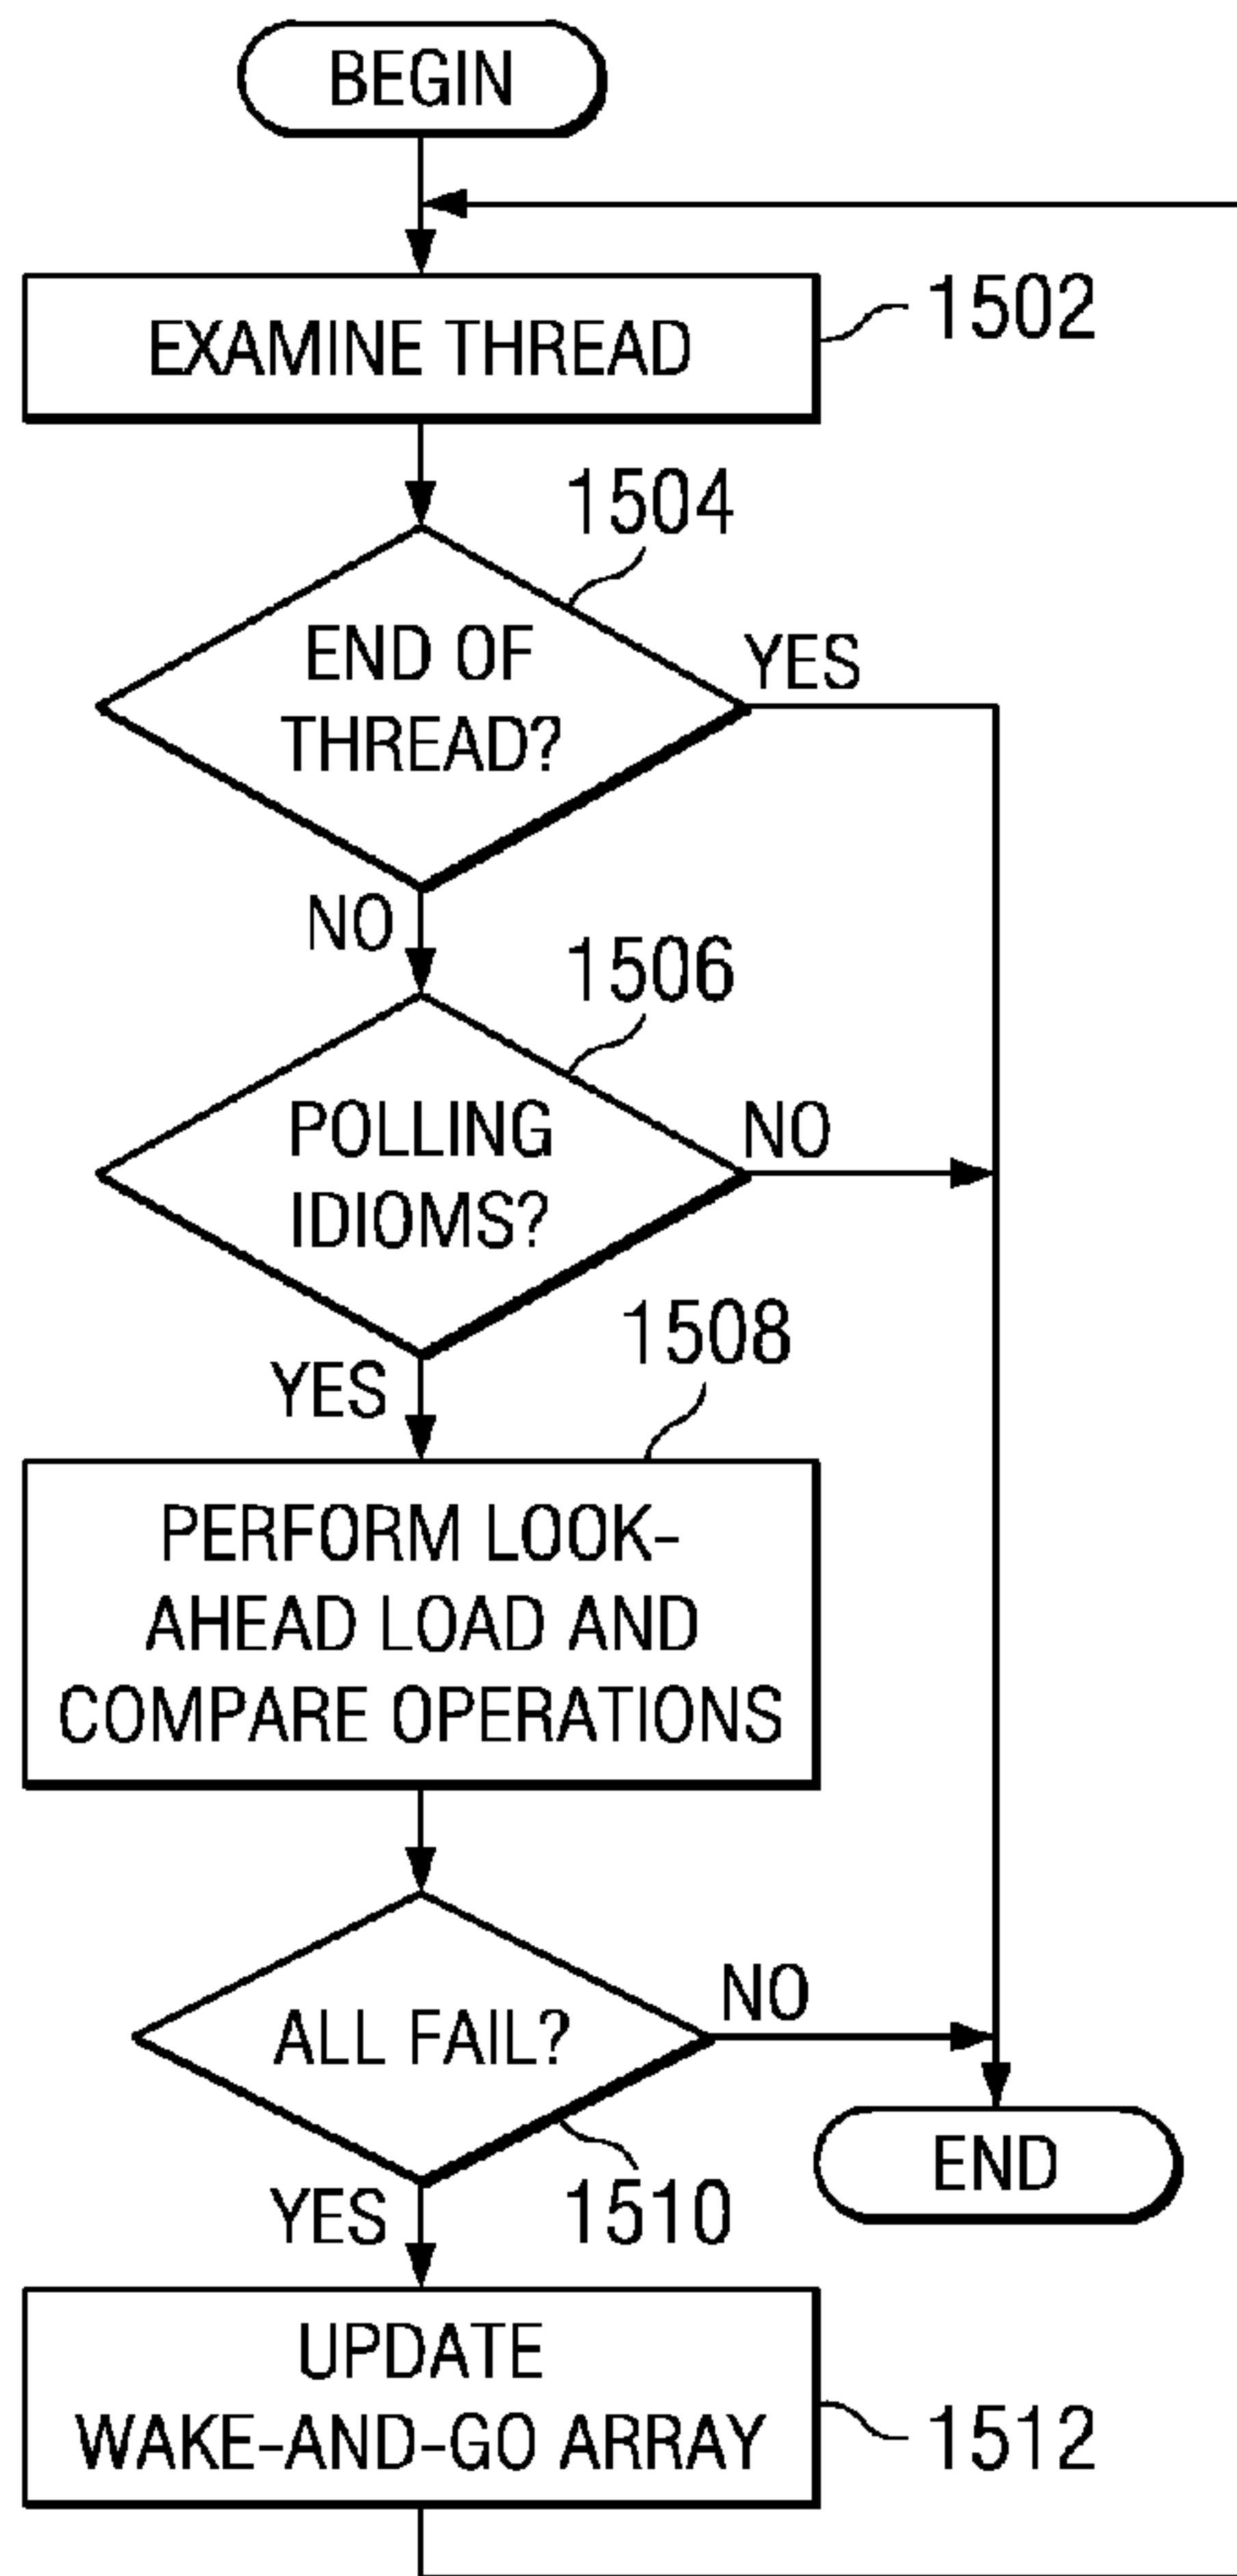 BEGIN
EXAMINE THREAD
1502
1504
END OF
THREAD?
YES
NO
1506
POLLING
IDIOMS?
NO
YES
1508
PERFORM LOOK-
AHEAD LOAD AND
COMPARE OPERATIONS
ALL FAIL?
NO
YES
1510
END
UPDATE
WAKE-AND-GO ARRAY
1512